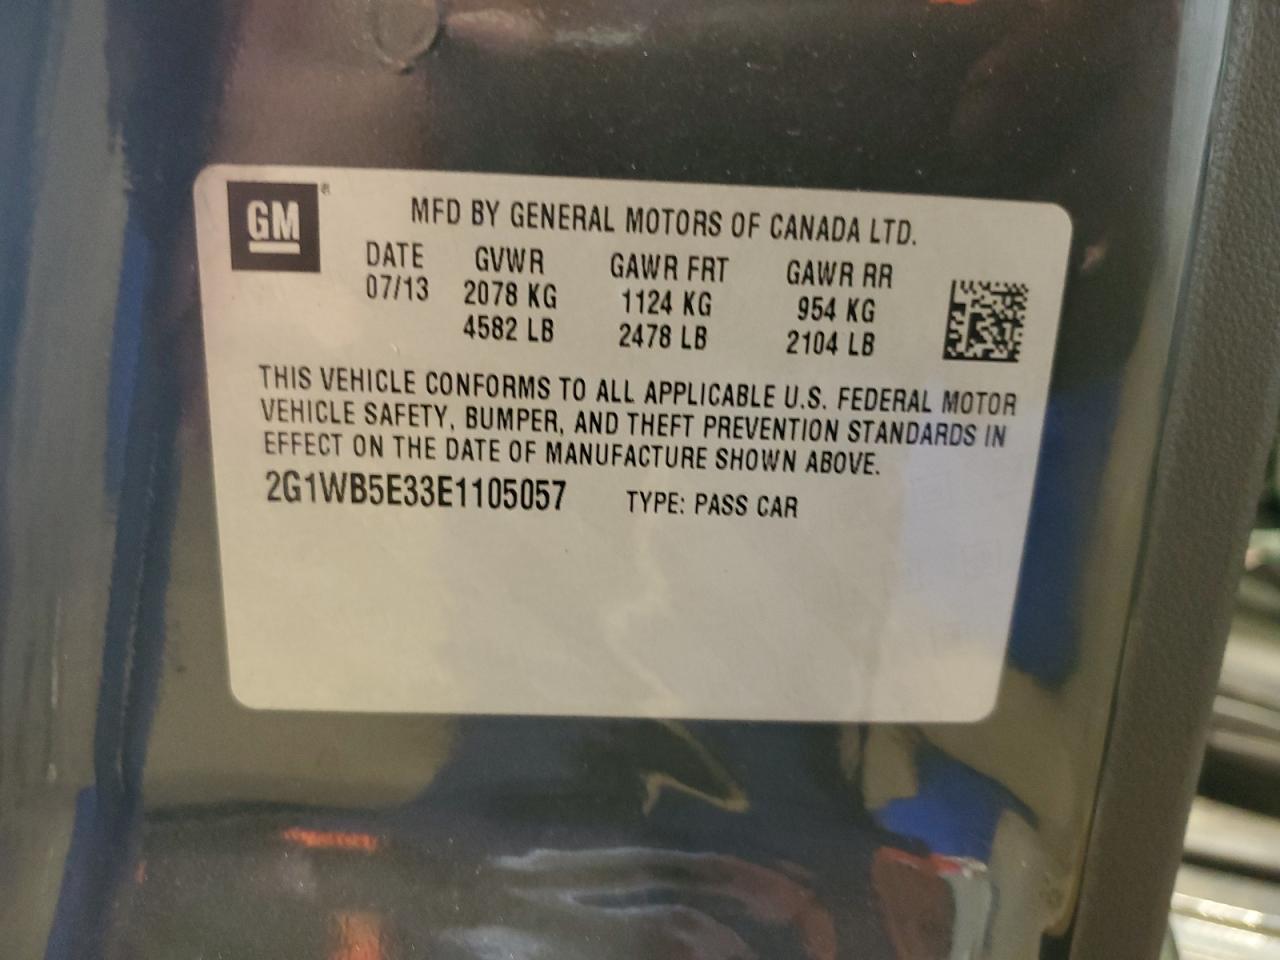 GM®
MFD BY GENERAL MOTORS OF CANADA LTD.
DATE GVWR GAWR FRT GAWR RR
07/13 2078 KG 1124 KG 954 KG
4582 LB 2478 LB 2104 LB
THIS VEHICLE CONFORMS TO ALL APPLICABLE U.S. FEDERAL MOTOR
VEHICLE SAFETY, BUMPER, AND THEFT PREVENTION STANDARDS IN
EFFECT ON THE DATE OF MANUFACTURE SHOWN ABOVE.
2G1WB5E33E1105057 TYPE: PASS CAR